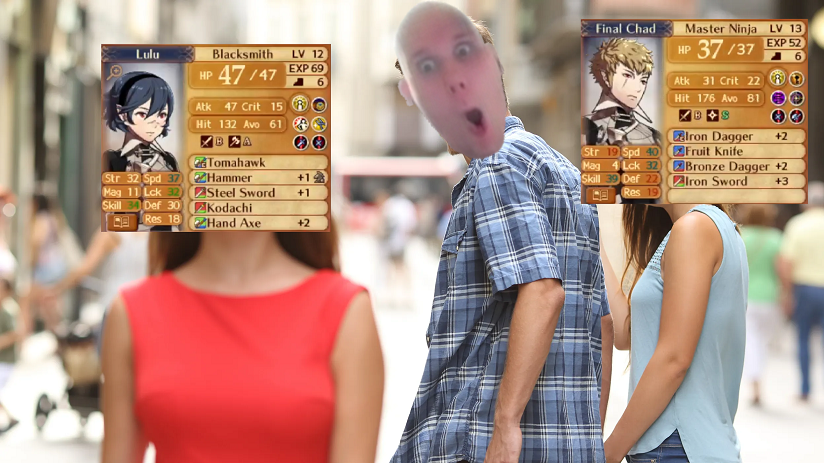 Lulu Blacksmith LV 12
HP 47/47 EXP 69
6
Atk 47 Crit 15
Hit 132 Avo 61
B A
Str 32 Spd 37
Mag 11 Lck 32
Skill 34 Def 30
Res 18
Tomahawk
Hammer +1
Steel Sword +1
Kodachi
Hand Axe +2
Final Chad Master Ninja LV 13
HP 37/37 EXP 52
6
Atk 31 Crit 22
Hit 176 Avo 81
B S
Str 19 Spd 40
Mag 4 Lck 32
Skill 39 Def 22
Res 19
Iron Dagger +2
Fruit Knife
Bronze Dagger +2
Iron Sword +3